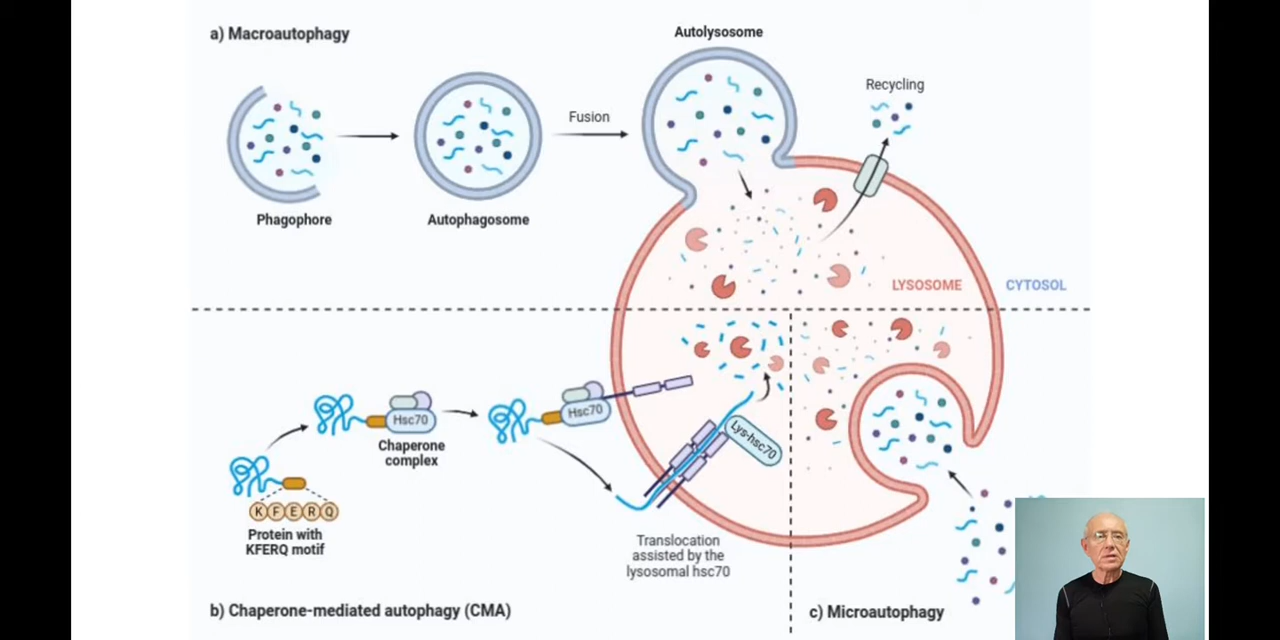 a) Macroautophagy
Autolysosome
Recycling
Fusion
Phagophore
Autophagosome
LYSOSOME
CYTOSOL
Hsc70
Hsc70
Chaperone
complex
Lys-hsc70
K F E R Q
Protein with
KFERQ motif
Translocation
assisted by the
lysosomal hsc70
b) Chaperone-mediated autophagy (CMA)
c) Microautophagy